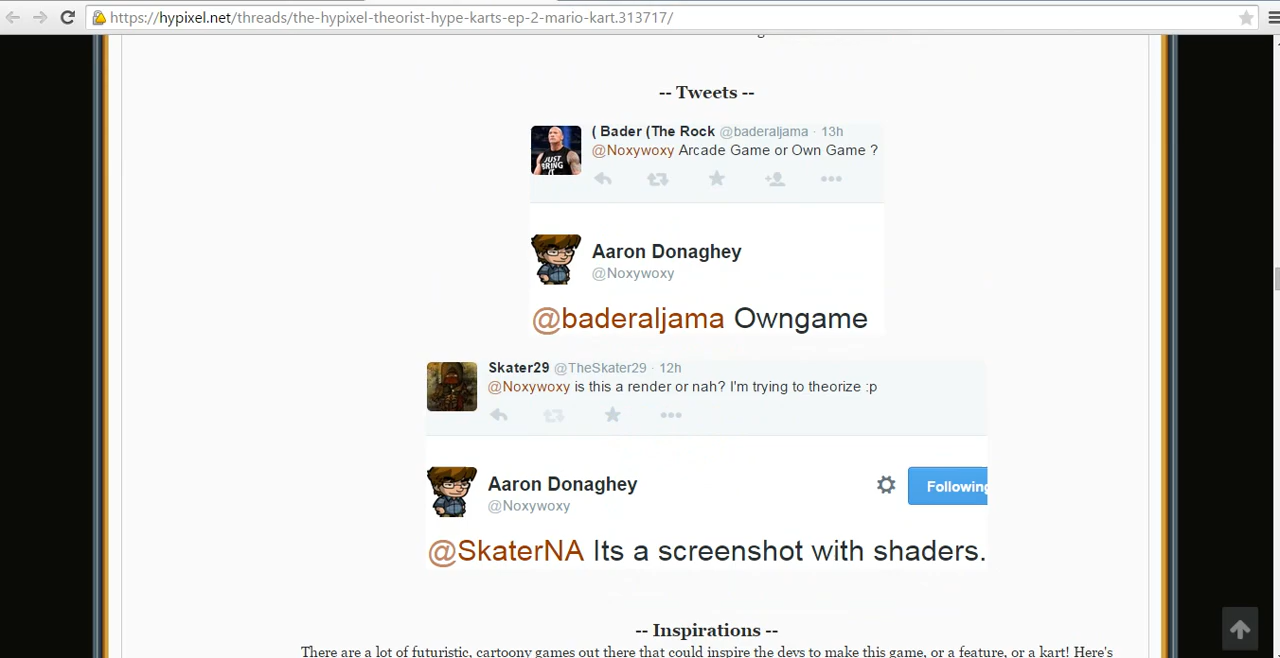 https://hypixel.net/threads/the-hypixel-theorist-hype-karts-ep-2-mario-kart.313717/
-- Tweets --
( Bader (The Rock @baderaljama · 13h
@Noxywoxy Arcade Game or Own Game ?
JUST
BRING
IT
Aaron Donaghey
@Noxywoxy
@baderaljama Owngame
Skater29 @TheSkater29 · 12h
@Noxywoxy is this a render or nah? I'm trying to theorize :p
Aaron Donaghey
@Noxywoxy
Following
@SkaterNA Its a screenshot with shaders.
-- Inspirations --
There are a lot of futuristic, cartoony games out there that could inspire the devs to make this game, or a feature, or a kart! Here's